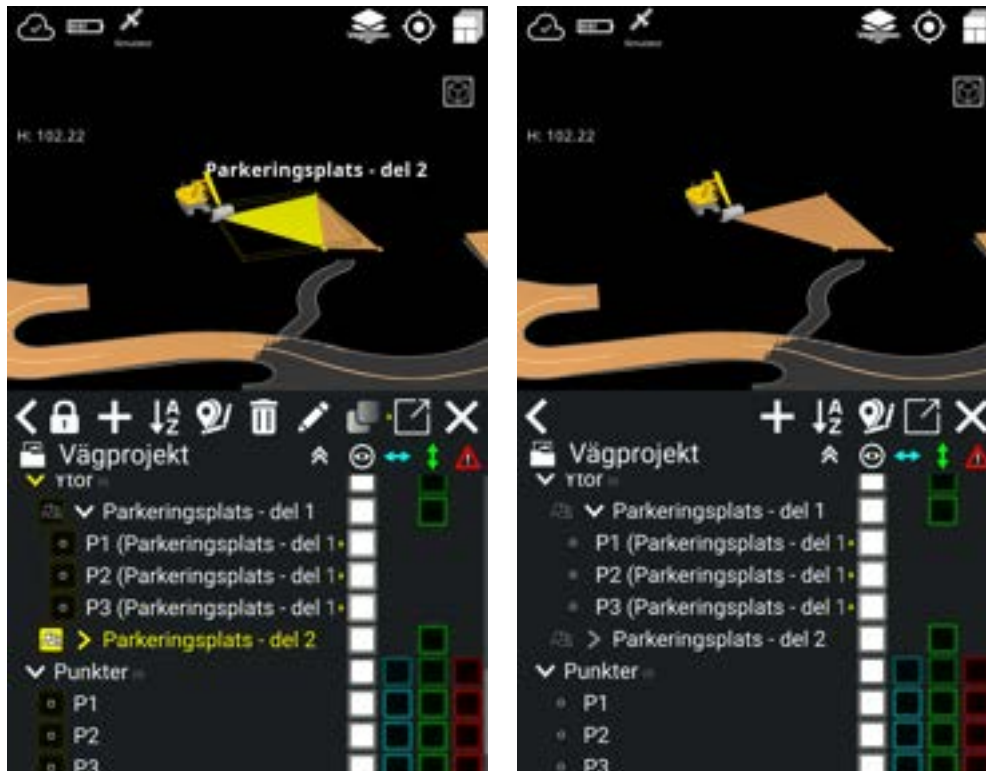 H: 102.22
Parkeringsplats - del 2
Vägprojekt
Ytor
Parkeringsplats - del 1
P1 (Parkeringsplats - del 1
P2 (Parkeringsplats - del 1
P3 (Parkeringsplats - del 1
Parkeringsplats - del 2
Punkter
P1
P2
P3
H: 102.22
Vägprojekt
Ytor
Parkeringsplats - del 1
P1 (Parkeringsplats - del 1
P2 (Parkeringsplats - del 1
P3 (Parkeringsplats - del 1
Parkeringsplats - del 2
Punkter
P1
P2
P3